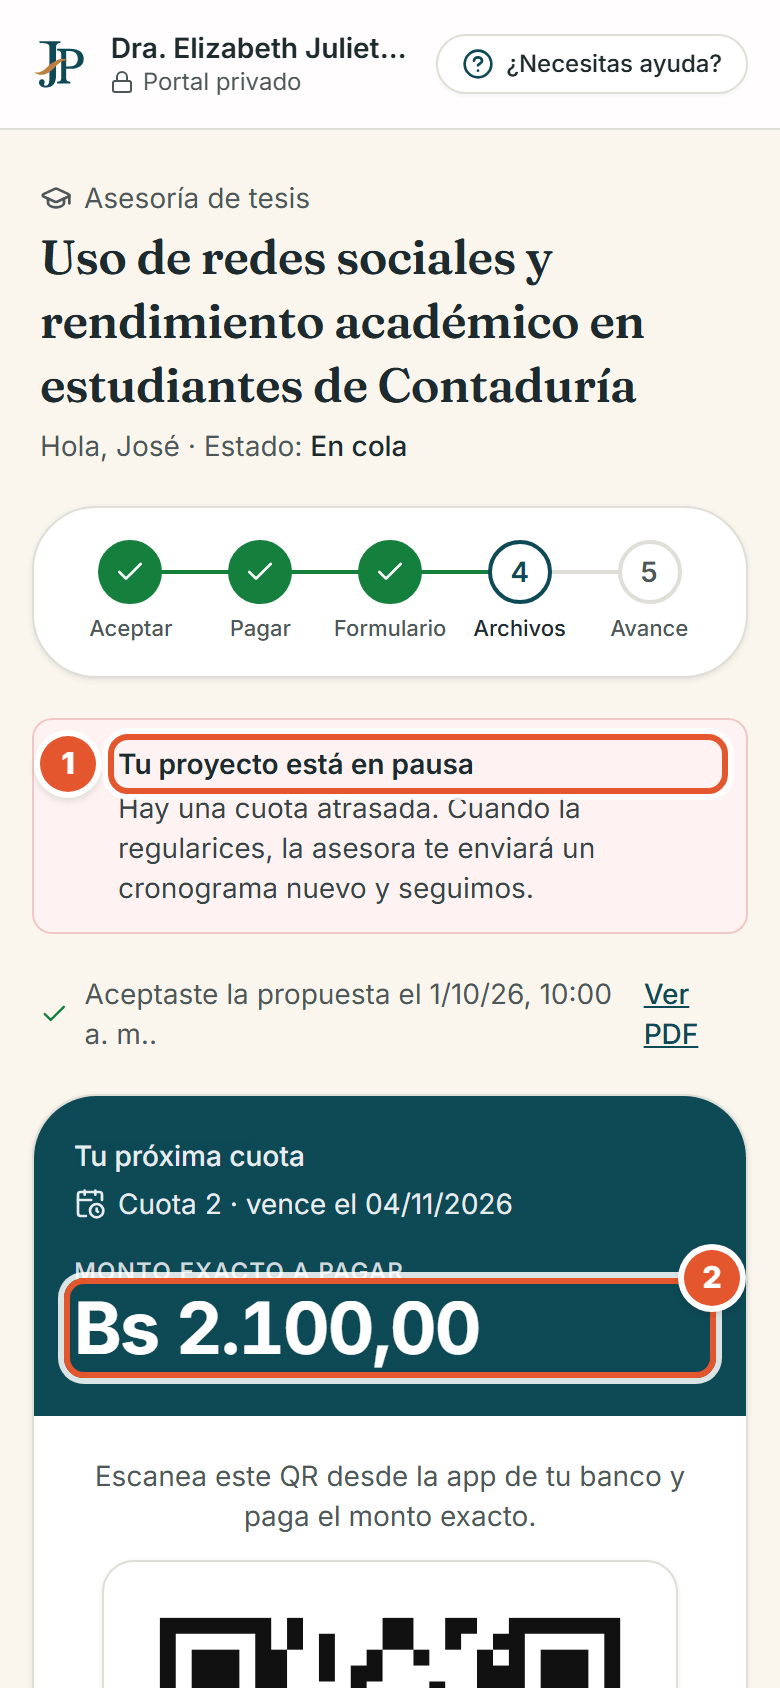 JP
Dra. Elizabeth Juliet...
Portal privado
¿Necesitas ayuda?
Asesoría de tesis
Uso de redes sociales y
rendimiento académico en
estudiantes de Contaduría
Hola, José · Estado: En cola
4
5
Aceptar
Pagar
Formulario
Archivos
Avance
1
Tu proyecto está en pausa
Hay una cuota atrasada. Cuando la
regularices, la asesora te enviará un
cronograma nuevo y seguimos.
Aceptaste la propuesta el 1/10/26, 10:00
a. m..
Ver
PDF
Tu próxima cuota
Cuota 2 · vence el 04/11/2026
MONTO EXACTO A PAGAR
2
Bs 2.100,00
Escanea este QR desde la app de tu banco y
paga el monto exacto.